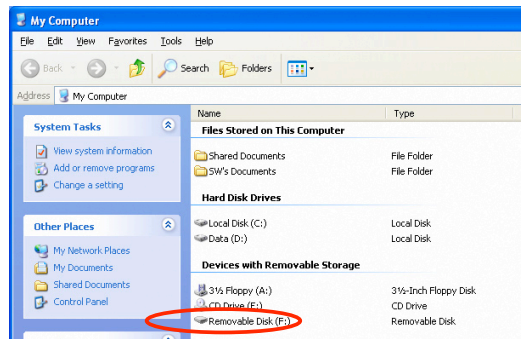 My Computer
File Edit View Favorites Tools Help
Back Search Folders
Address My Computer
Name Type
System Tasks
View system information
Add or remove programs
Change a setting
Other Places
My Network Places
My Documents
Shared Documents
Control Panel
Files Stored on This Computer
Shared Documents File Folder
SW's Documents File Folder
Hard Disk Drives
Local Disk (C:) Local Disk
Data (D:) Local Disk
Devices with Removable Storage
3½ Floppy (A:) 3½-Inch Floppy Disk
CD Drive (E:) CD Drive
Removable Disk (F:) Removable Disk